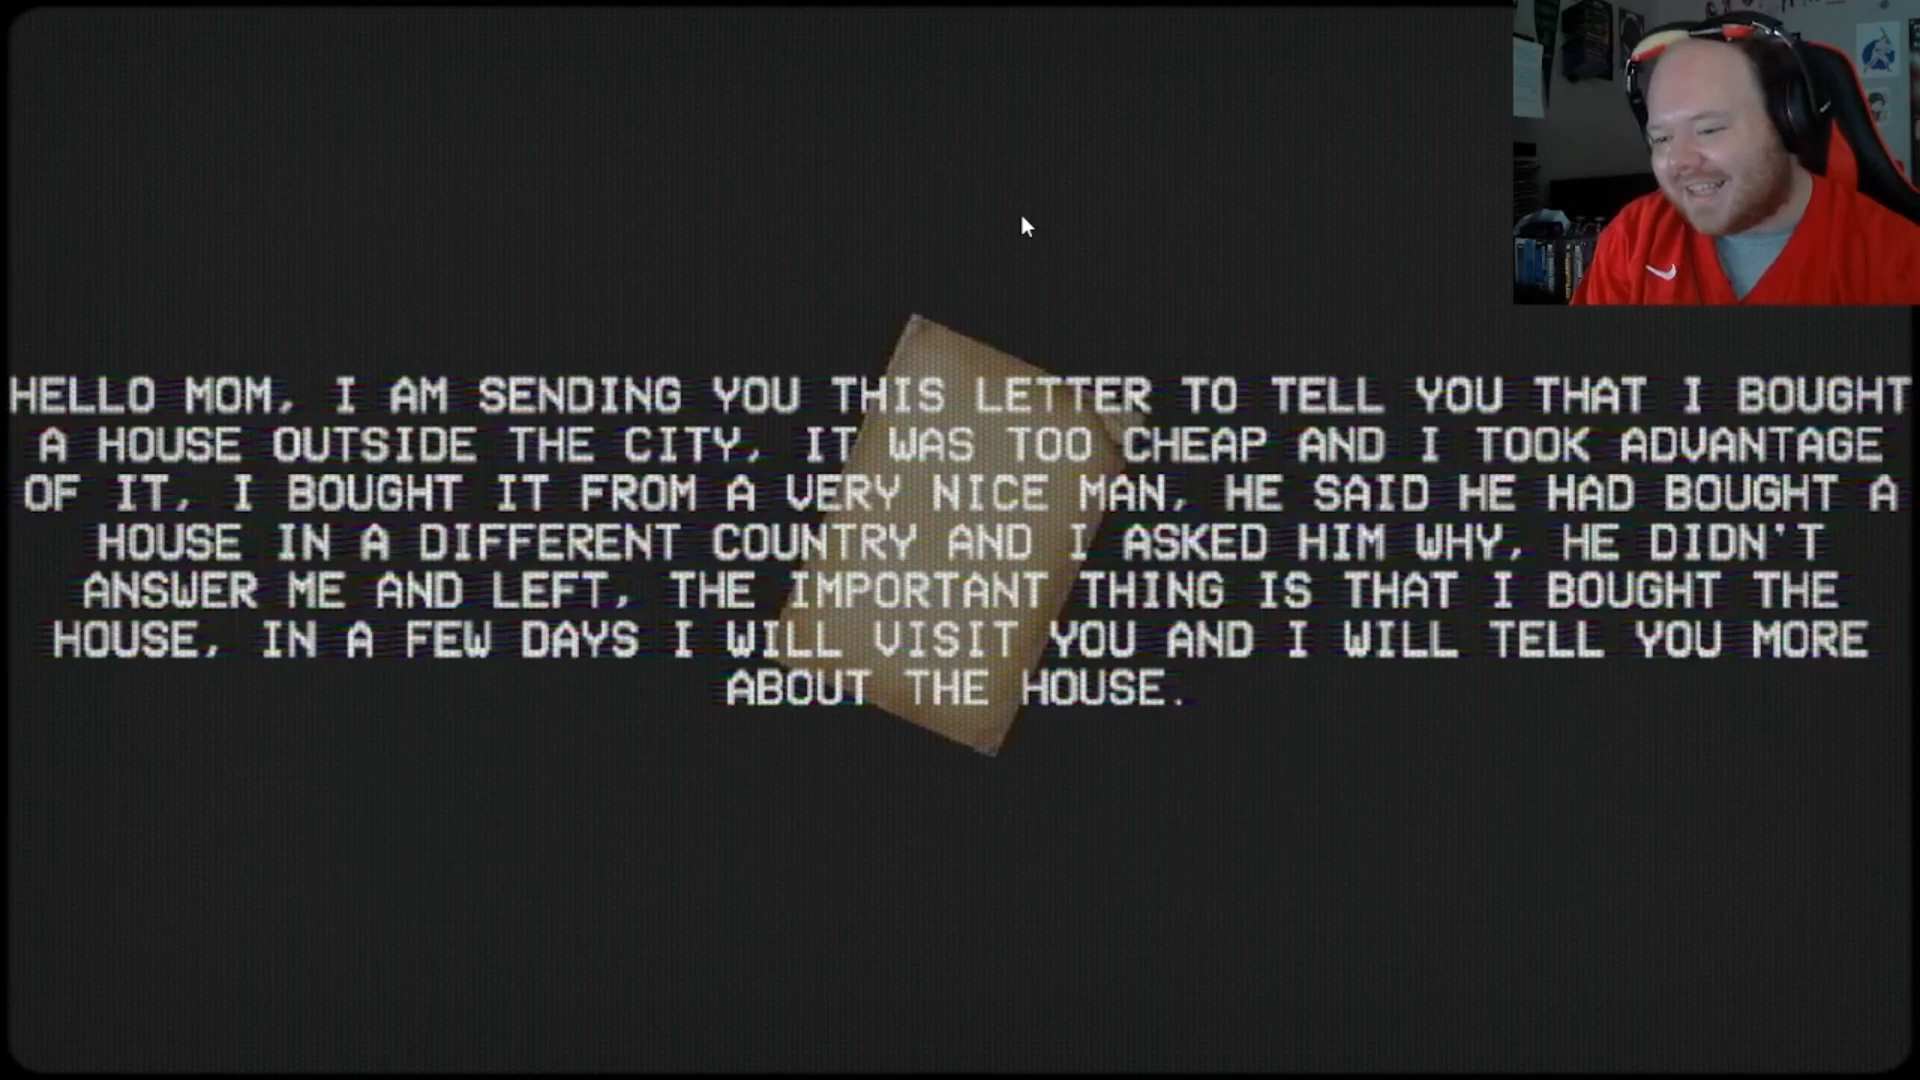 HELLO MOM, I AM SENDING YOU THIS LETTER TO TELL YOU THAT I BOUGHT
A HOUSE OUTSIDE THE CITY, IT WAS TOO CHEAP AND I TOOK ADVANTAGE
OF IT, I BOUGHT IT FROM A VERY NICE MAN, HE SAID HE HAD BOUGHT A
HOUSE IN A DIFFERENT COUNTRY AND I ASKED HIM WHY, HE DIDN'T
ANSWER ME AND LEFT, THE IMPORTANT THING IS THAT I BOUGHT THE
HOUSE, IN A FEW DAYS I WILL VISIT YOU AND I WILL TELL YOU MORE
ABOUT THE HOUSE.